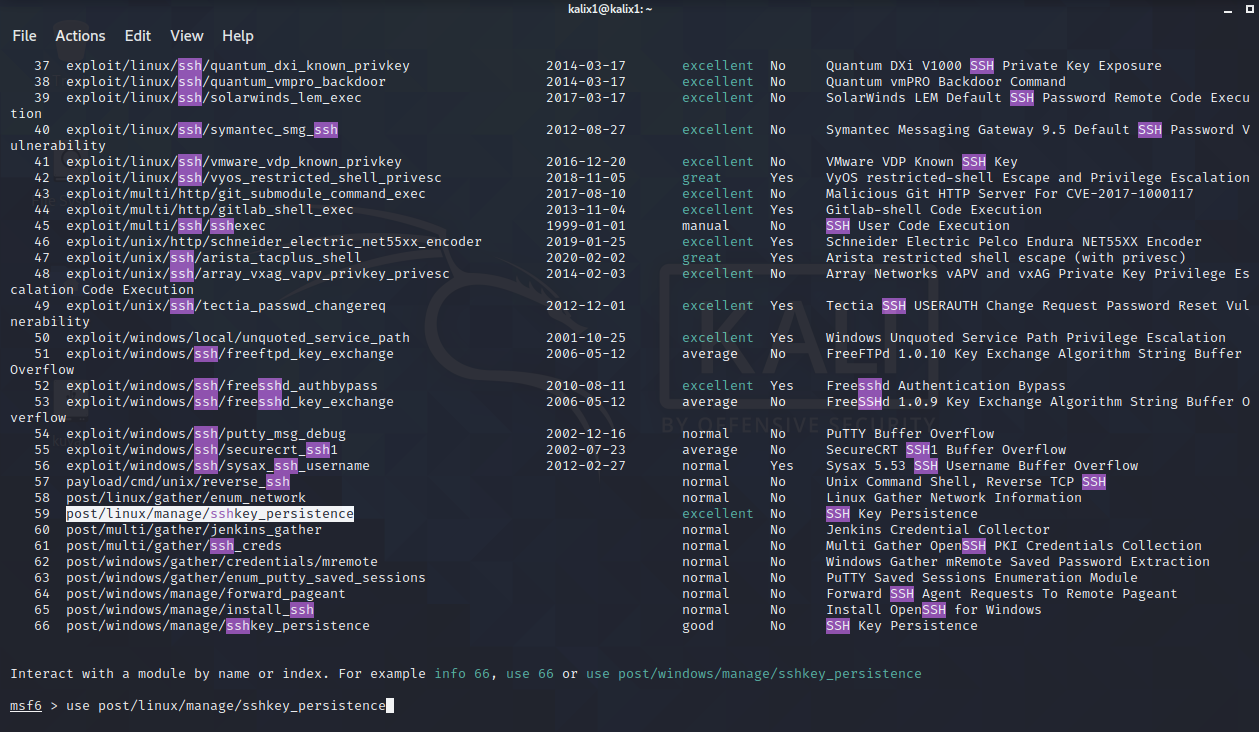 kalix1@kalix1: ~
File Actions Edit View Help
37 exploit/linux/ssh/quantum_dxi_known_privkey 2014-03-17 excellent No Quantum DXi V1000 SSH Private Key Exposure
38 exploit/linux/ssh/quantum_vmpro_backdoor 2014-03-17 excellent No Quantum vmPRO Backdoor Command
39 exploit/linux/ssh/solarwinds_lem_exec 2017-03-17 excellent No SolarWinds LEM Default SSH Password Remote Code Execu
tion
40 exploit/linux/ssh/symantec_smg_ssh 2012-08-27 excellent No Symantec Messaging Gateway 9.5 Default SSH Password V
ulnerability
41 exploit/linux/ssh/vmware_vdp_known_privkey 2016-12-20 excellent No VMware VDP Known SSH Key
42 exploit/linux/ssh/vyos_restricted_shell_privesc 2018-11-05 great Yes VyOS restricted-shell Escape and Privilege Escalation
43 exploit/multi/http/git_submodule_command_exec 2017-08-10 excellent No Malicious Git HTTP Server For CVE-2017-1000117
44 exploit/multi/http/gitlab_shell_exec 2013-11-04 excellent Yes Gitlab-shell Code Execution
45 exploit/multi/ssh/sshexec 1999-01-01 manual No SSH User Code Execution
46 exploit/unix/http/schneider_electric_net55xx_encoder 2019-01-25 excellent Yes Schneider Electric Pelco Endura NET55XX Encoder
47 exploit/unix/ssh/arista_tacplus_shell 2020-02-02 great Yes Arista restricted shell escape (with privesc)
48 exploit/unix/ssh/array_vxag_vapv_privkey_privesc 2014-02-03 excellent No Array Networks vAPV and vxAG Private Key Privilege Es
calation Code Execution
49 exploit/unix/ssh/tectia_passwd_changereq 2012-12-01 excellent Yes Tectia SSH USERAUTH Change Request Password Reset Vul
nerability
50 exploit/windows/local/unquoted_service_path 2001-10-25 excellent Yes Windows Unquoted Service Path Privilege Escalation
51 exploit/windows/ssh/freeftpd_key_exchange 2006-05-12 average No FreeFTPd 1.0.10 Key Exchange Algorithm String Buffer
Overflow
52 exploit/windows/ssh/freesshd_authbypass 2010-08-11 excellent Yes Freesshd Authentication Bypass
53 exploit/windows/ssh/freesshd_key_exchange 2006-05-12 average No FreeSSHd 1.0.9 Key Exchange Algorithm String Buffer O
verflow
54 exploit/windows/ssh/putty_msg_debug 2002-12-16 normal No PuTTY Buffer Overflow
55 exploit/windows/ssh/securecrt_ssh1 2002-07-23 average No SecureCRT SSH1 Buffer Overflow
56 exploit/windows/ssh/sysax_ssh_username 2012-02-27 normal Yes Sysax 5.53 SSH Username Buffer Overflow
57 payload/cmd/unix/reverse_ssh normal No Unix Command Shell, Reverse TCP SSH
58 post/linux/gather/enum_network normal No Linux Gather Network Information
59 post/linux/manage/sshkey_persistence excellent No SSH Key Persistence
60 post/multi/gather/jenkins_gather normal No Jenkins Credential Collector
61 post/multi/gather/ssh_creds normal No Multi Gather OpenSSH PKI Credentials Collection
62 post/windows/gather/credentials/mremote normal No Windows Gather mRemote Saved Password Extraction
63 post/windows/gather/enum_putty_saved_sessions normal No PuTTY Saved Sessions Enumeration Module
64 post/windows/manage/forward_pageant normal No Forward SSH Agent Requests To Remote Pageant
65 post/windows/manage/install_ssh normal No Install OpenSSH for Windows
66 post/windows/manage/sshkey_persistence good No SSH Key Persistence
KALI
BY OFFENSIVE SECURITY
Interact with a module by name or index. For example info 66, use 66 or use post/windows/manage/sshkey_persistence
msf6 > use post/linux/manage/sshkey_persistence